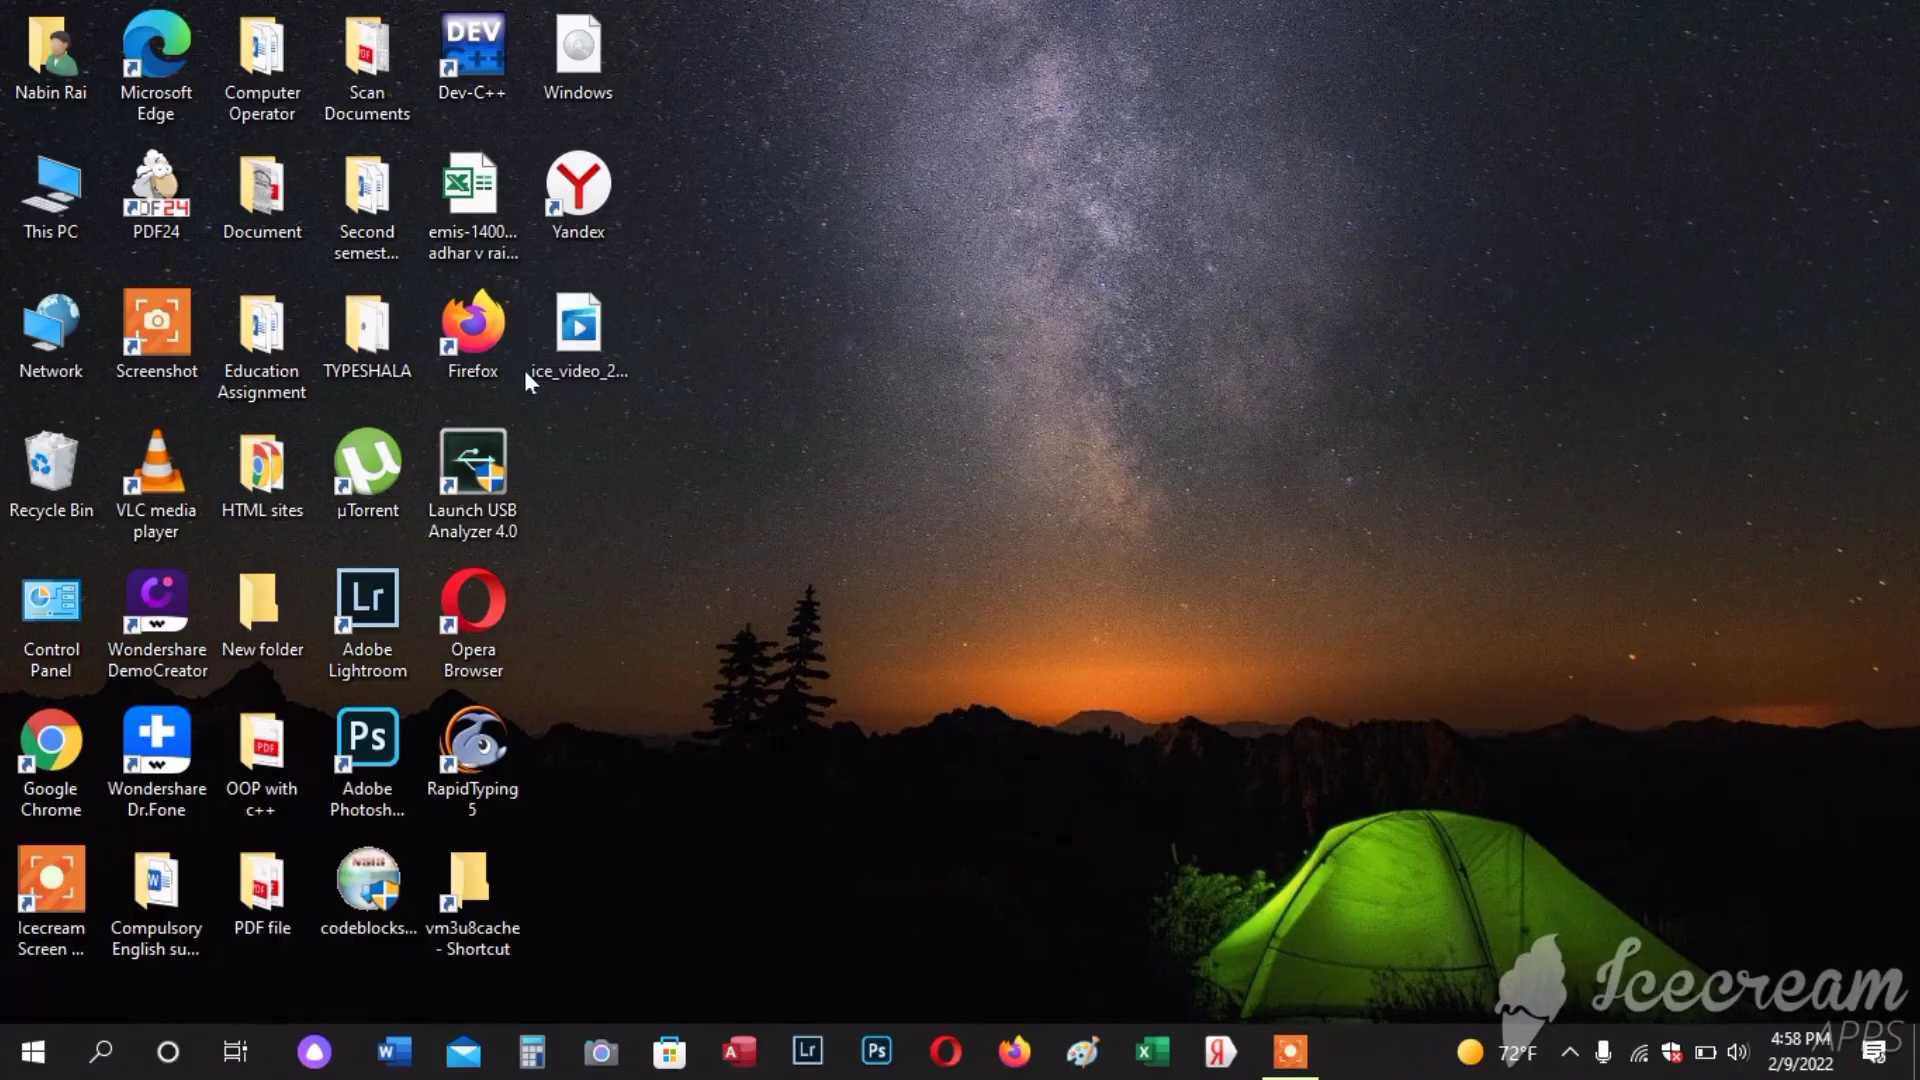 Nabin Rai
Microsoft
Edge
Computer
Operator
Scan
Documents
DEV
C++
Dev-C++
Windows
This PC
PDF24
Document
Second
semest...
emis-1400...
adhar v rai...
Yandex
Network
Screenshot
Education
Assignment
TYPESHALA
Firefox
ice_video_2...
Recycle Bin
VLC media
player
HTML sites
µTorrent
Launch USB
Analyzer 4.0
Control
Panel
Wondershare
DemoCreator
New folder
Lr
Adobe
Lightroom
Opera
Browser
Google
Chrome
Wondershare
Dr.Fone
PDF
OOP with
c++
Ps
Adobe
Photosh...
RapidTyping
5
Icecream
Screen ...
Compulsory
English su...
PDF file
NSIS
codeblocks...
vm3u8cache
- Shortcut
Icecream
APPS
Lr
Ps
Я
72°F
4:58 PM
2/9/2022